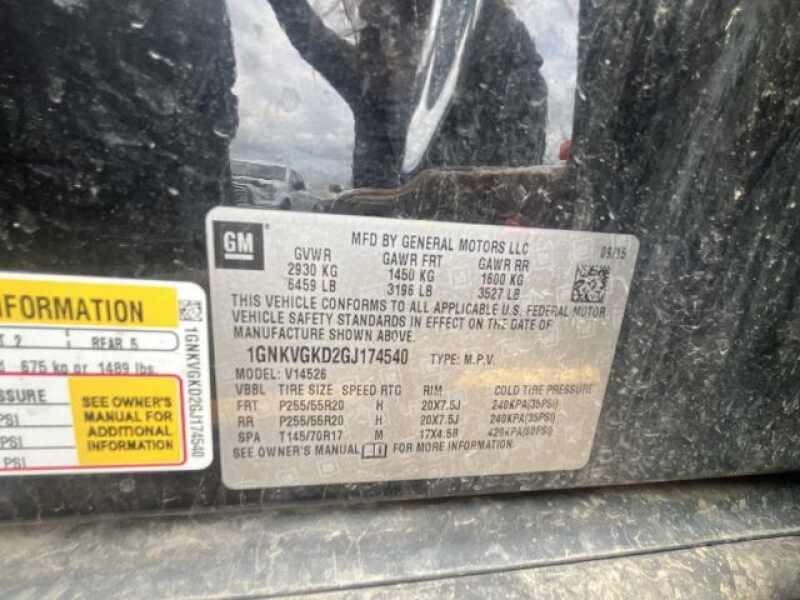 GM
MFD BY GENERAL MOTORS LLC
09/15
GVWR GAWR FRT GAWR RR
2930 KG 1450 KG 1600 KG
6459 LB 3196 LB 3527 LB
THIS VEHICLE CONFORMS TO ALL APPLICABLE U.S. FEDERAL MOTOR
VEHICLE SAFETY STANDARDS IN EFFECT ON THE DATE OF
MANUFACTURE SHOWN ABOVE.
1GNKVGKD2GJ174540 TYPE: M.P.V.
MODEL: V14526
VBBL TIRE SIZE SPEED RTG RIM COLD TIRE PRESSURE
FRT P255/55R20 H 20X7.5J 240KPA(35PSI)
RR P255/55R20 H 20X7.5J 240KPA(35PSI)
SPA T145/70R17 M 17X4.5B 420KPA(60PSI)
SEE OWNER'S MANUAL FOR MORE INFORMATION.
INFORMATION
2 REAR 5
675 kg or 1489 lbs.
SEE OWNER'S
MANUAL FOR
ADDITIONAL
INFORMATION
PSI
PSI
PSI
1GNKVGKD2GJ174540